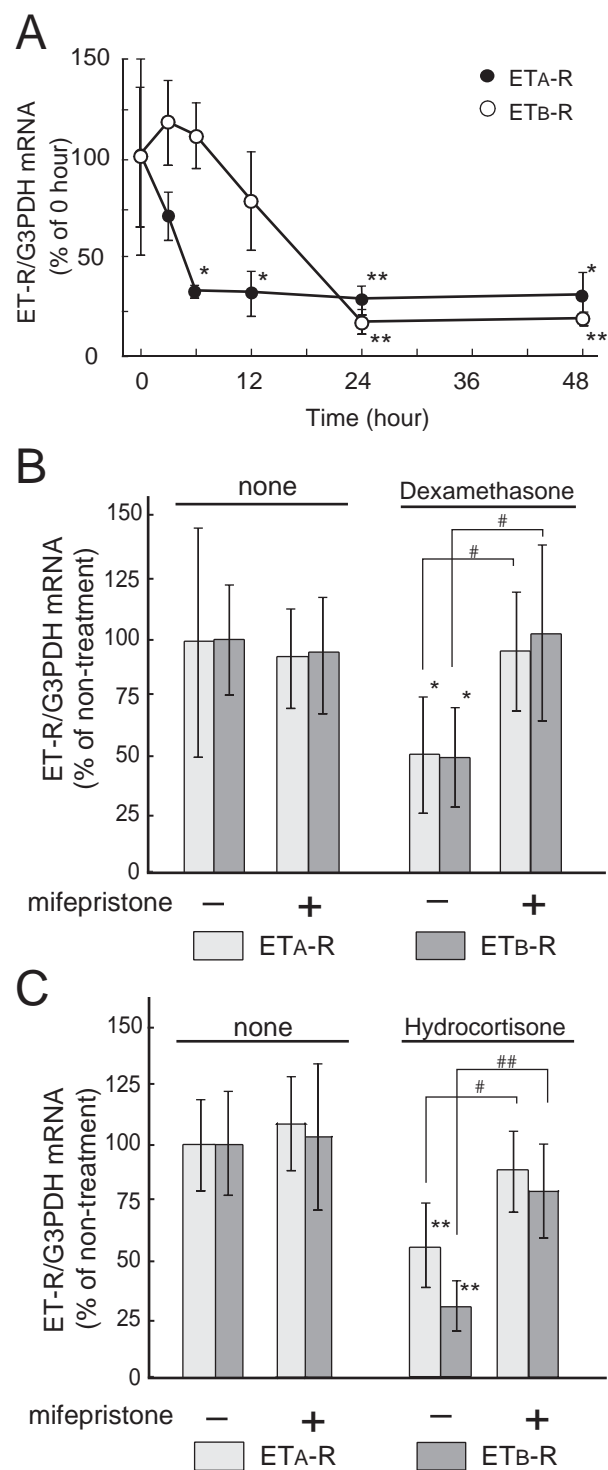 A
ET-R/G3PDH mRNA
(% of 0 hour)
150
100
50
0
ETA-R
ETB-R
*
*
**
**
*
**
0
12
24
36
48
Time (hour)
B
ET-R/G3PDH mRNA
(% of non-treatment)
none
Dexamethasone
150
125
100
75
50
25
0
#
#
*
*
mifepristone
−
+
−
+
ETA-R
ETB-R
C
ET-R/G3PDH mRNA
(% of non-treatment)
none
Hydrocortisone
150
125
100
75
50
25
0
##
#
**
**
mifepristone
−
+
−
+
ETA-R
ETB-R